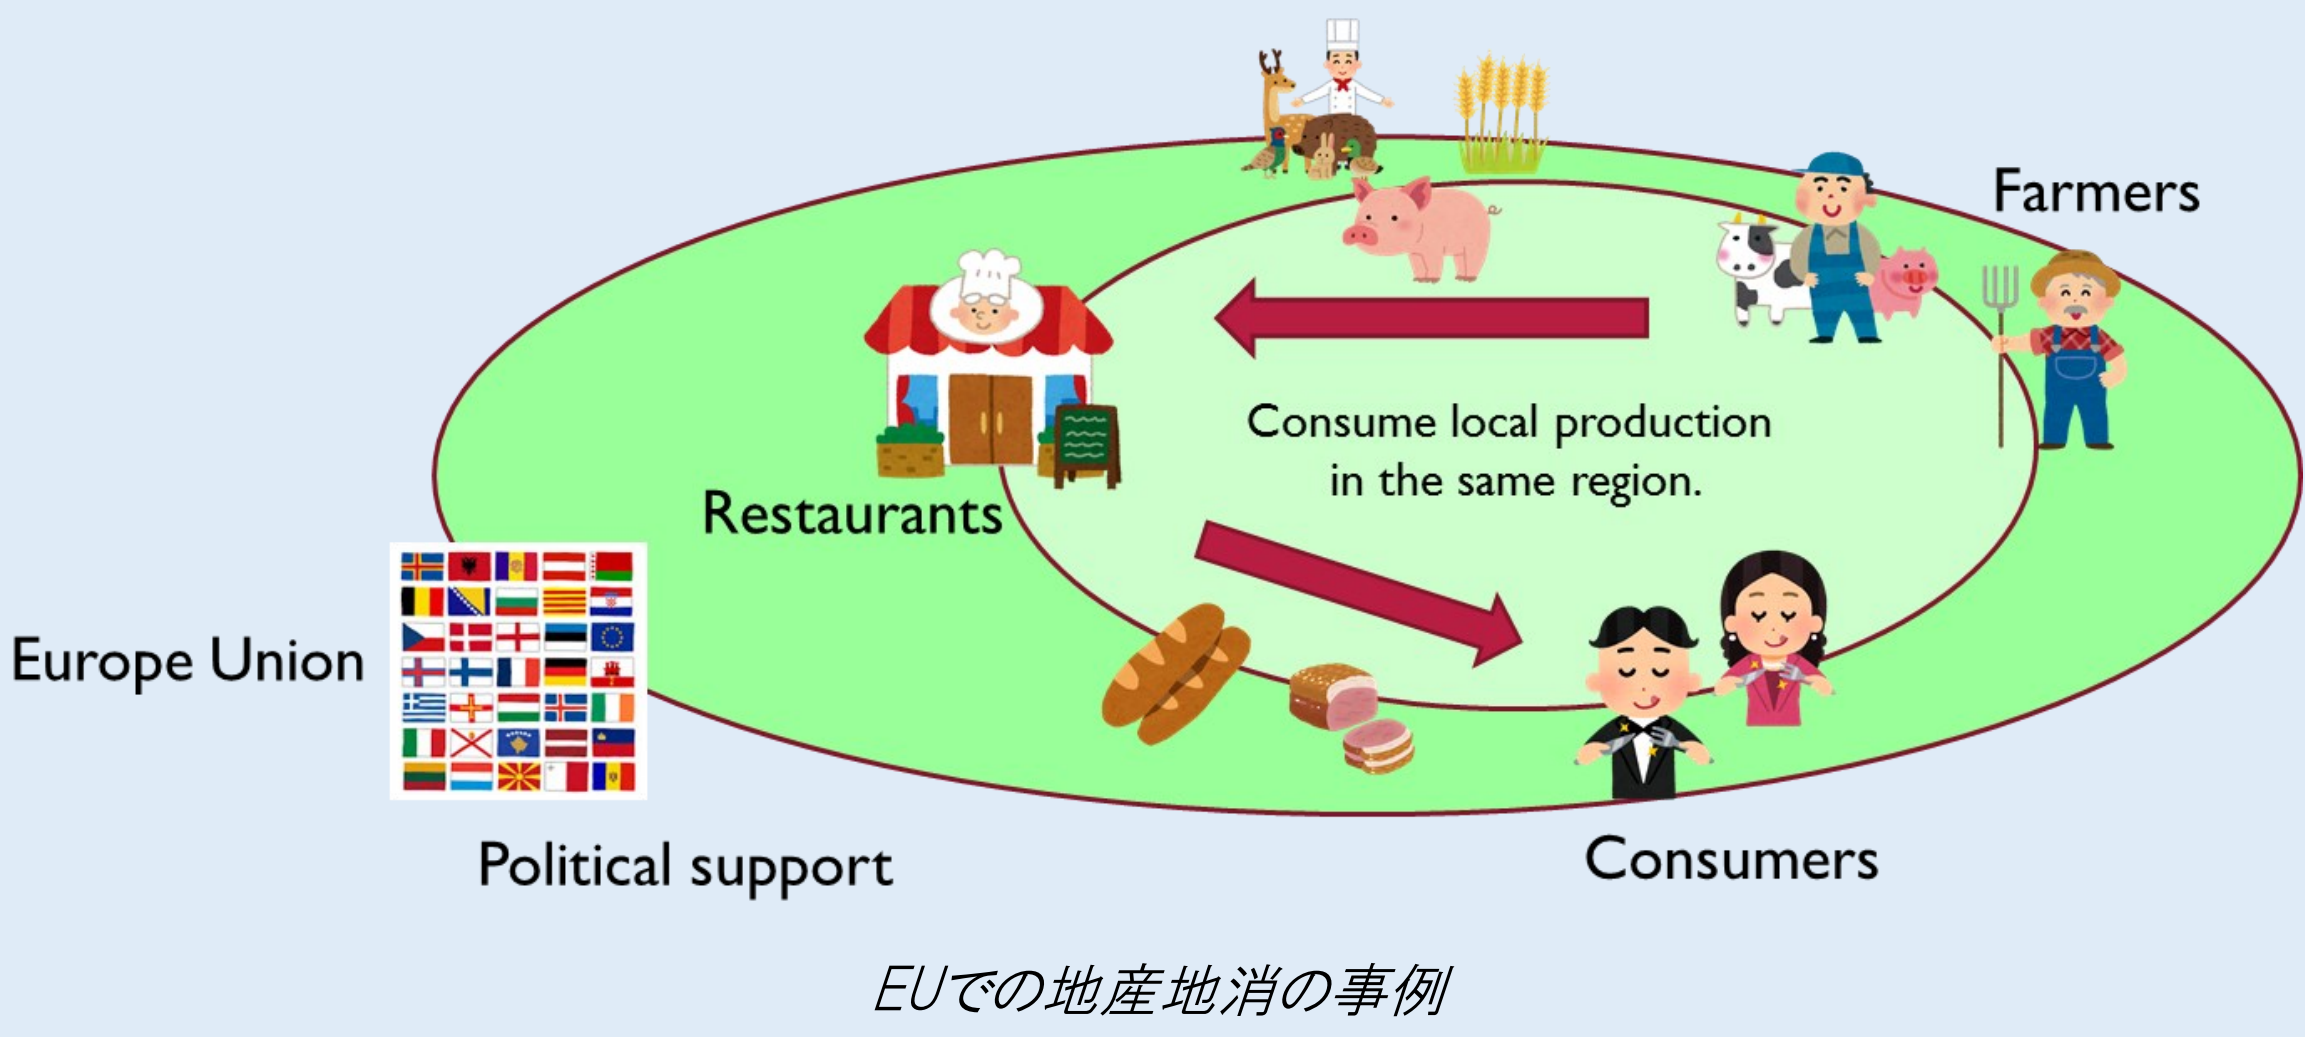 Farmers
Consume local production
in the same region.
Restaurants
Europe Union
Political support
Consumers
EUでの地産地消の事例